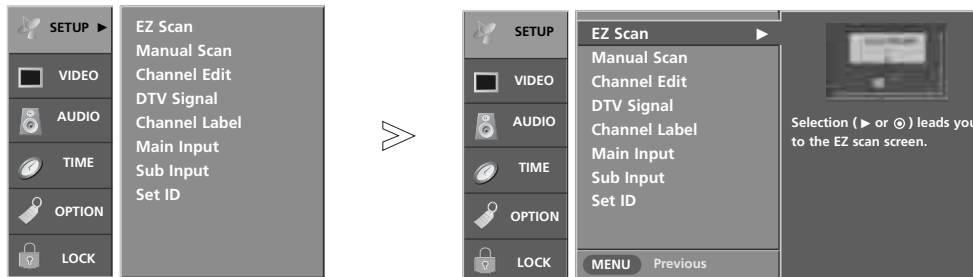 SETUP ►
VIDEO
AUDIO
TIME
OPTION
LOCK
EZ Scan
Manual Scan
Channel Edit
DTV Signal
Channel Label
Main Input
Sub Input
Set ID
SETUP
VIDEO
AUDIO
TIME
OPTION
LOCK
EZ Scan ►
Manual Scan
Channel Edit
DTV Signal
Channel Label
Main Input
Sub Input
Set ID
MENU Previous
Selection ( ► or ◉ ) leads you
to the EZ scan screen.